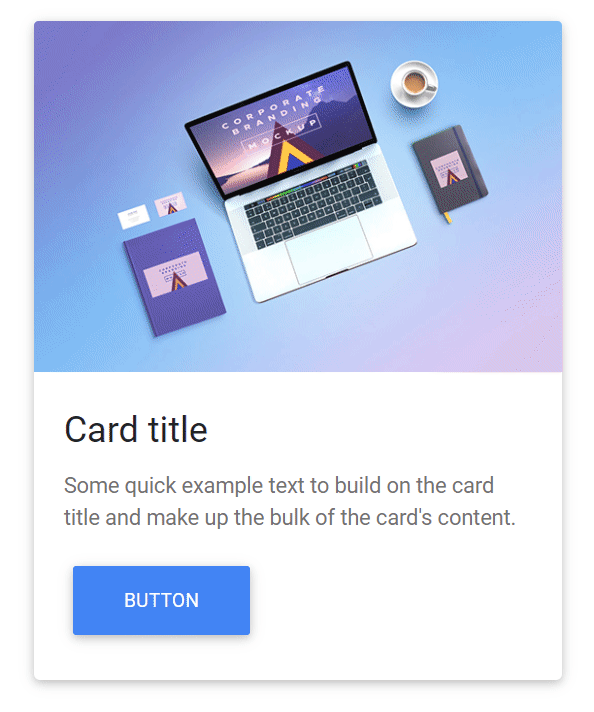 CORPORATE
BRANDING
MOCKUP
Card title
Some quick example text to build on the card
title and make up the bulk of the card's content.
BUTTON